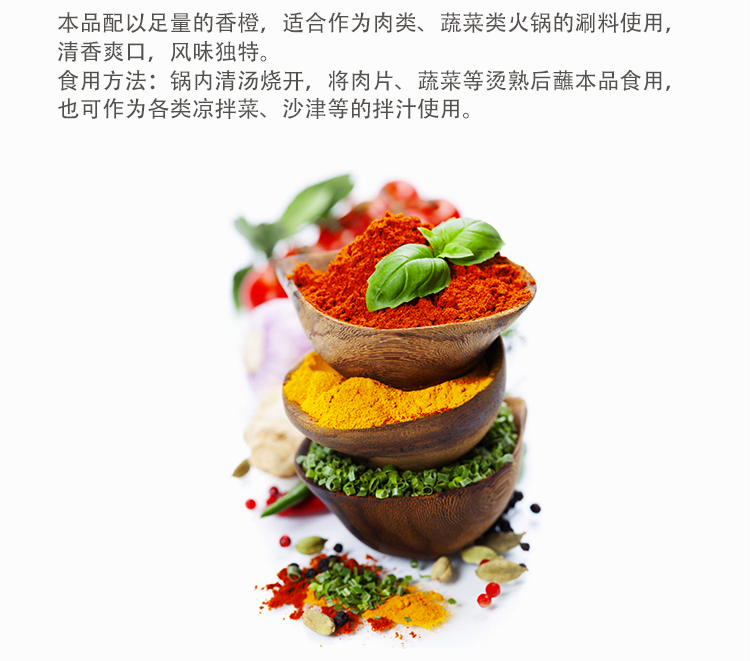 本品配以足量的香橙，适合作为肉类、蔬菜类火锅的涮料使用，
清香爽口，风味独特。
食用方法：锅内清汤烧开，将肉片、蔬菜等烫熟后蘸本品食用，
也可作为各类凉拌菜、沙津等的拌汁使用。